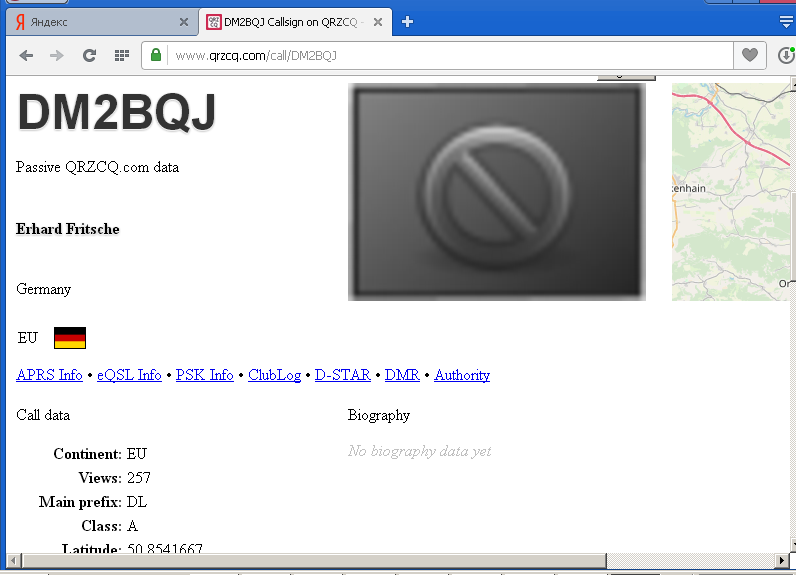 Яндекс
DM2BQJ Callsign on QRZCQ -
www.qrzcq.com/call/DM2BQJ
DM2BQJ
Passive QRZCQ.com data
Erhard Fritsche
Germany
EU
APRS Info • eQSL Info • PSK Info • ClubLog • D-STAR • DMR • Authority
Call data
Continent: EU
Views: 257
Main prefix: DL
Class: A
Latitude: 50.8541667
Biography
No biography data yet
kenhain
Or